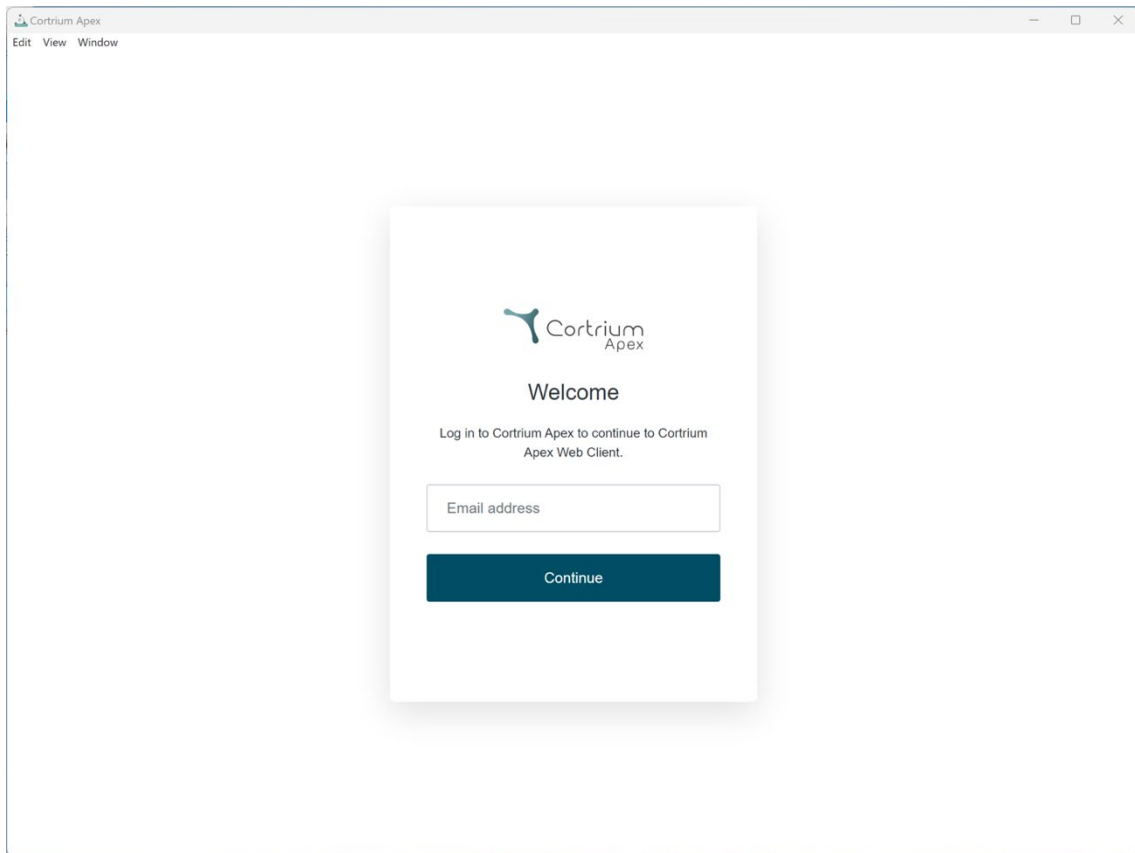 Cortrium Apex
Edit View Window
Cortrium
Apex
Welcome
Log in to Cortrium Apex to continue to Cortrium
Apex Web Client.
Email address
Continue